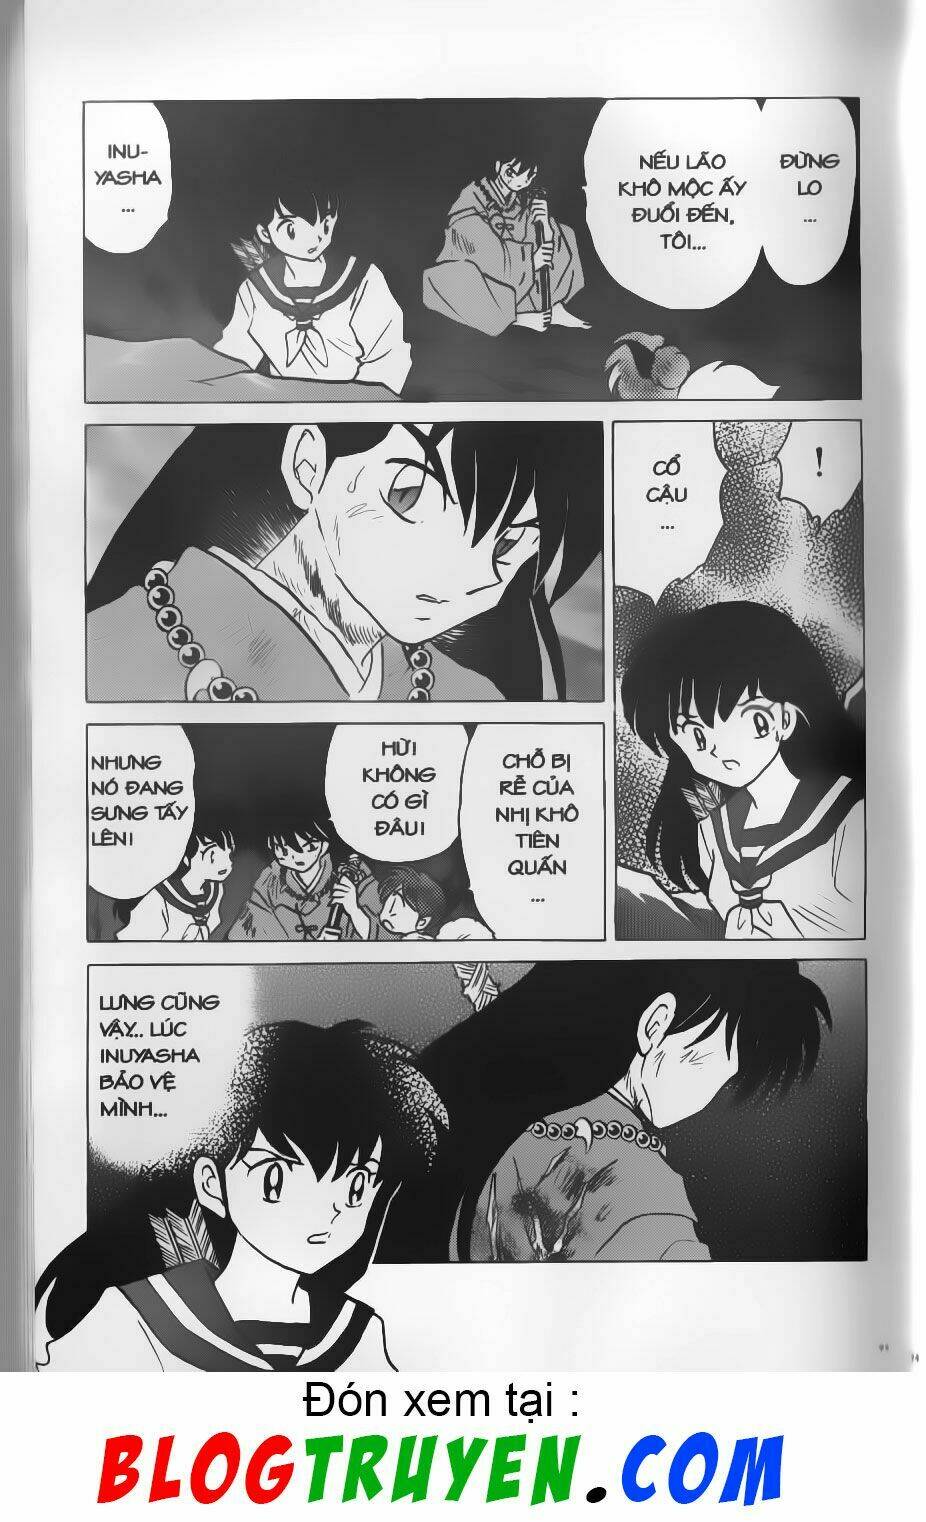 ĐỪNG
LO
...
NẾU LÃO
KHÔ MỘC ẤY
ĐUỔI ĐẾN,
TÔI...
INU-
YASHA
...
!
CỔ
CẬU
...
CHỖ BỊ
RỄ CỦA
NHỊ KHÔ
TIÊN
QUẤN
...
HỪ!
KHÔNG
CÓ GÌ
ĐÂU!
NHƯNG
NÓ ĐANG
SƯNG TẤY
LÊN!
LƯNG CŨNG
VẬY... LÚC
INUYASHA
BẢO VỆ
MÌNH...
Đón xem tại :
BLOGTRUYEN.COM